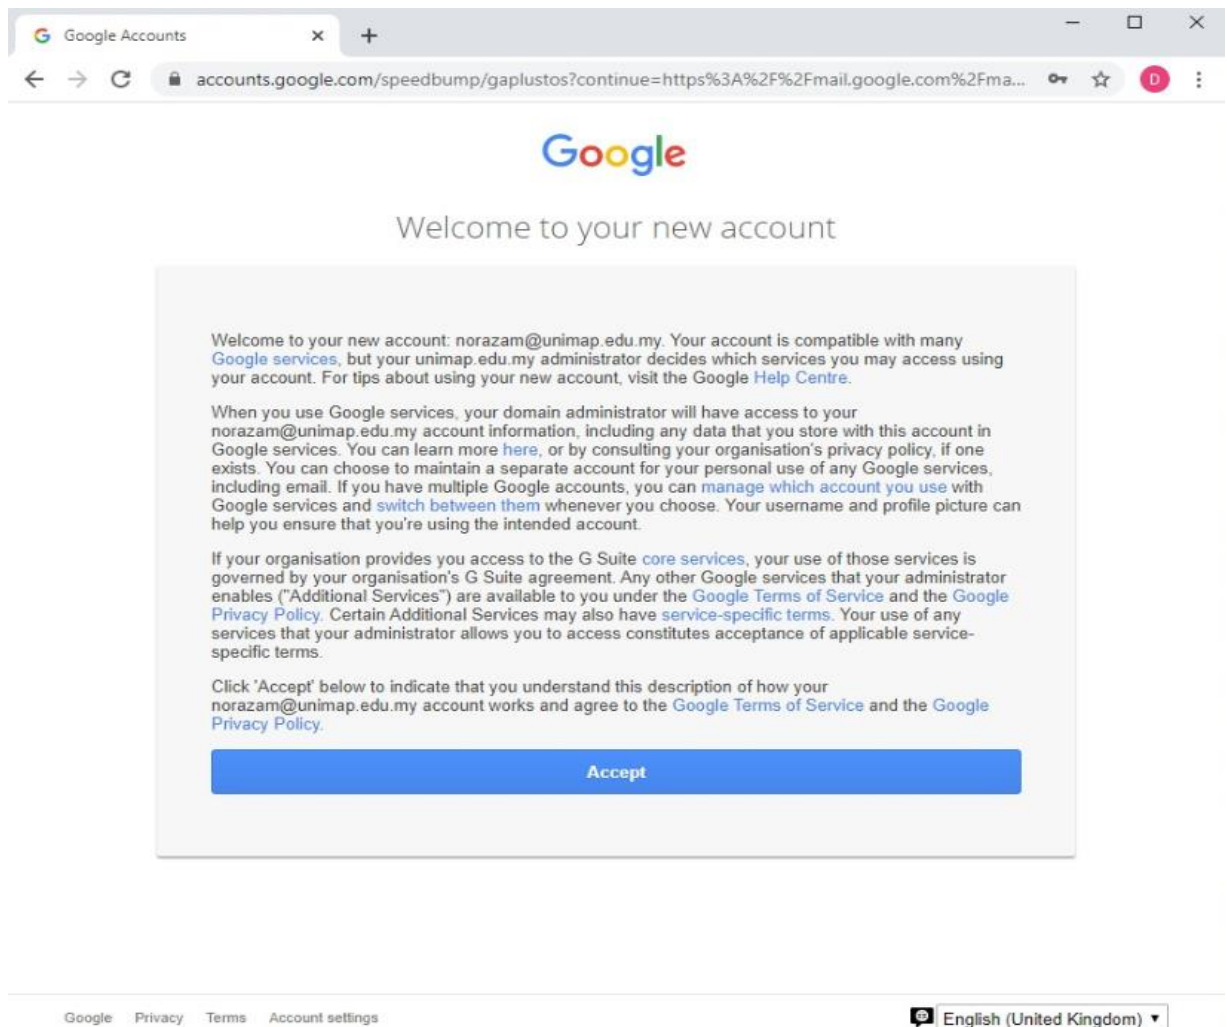 Google Accounts
accounts.google.com/speedbump/gaplustos?continue=https%3A%2F%2Fmail.google.com%2Fma...
D
Google
Welcome to your new account
Welcome to your new account: norazam@unimap.edu.my. Your account is compatible with many
Google services, but your unimap.edu.my administrator decides which services you may access using
your account. For tips about using your new account, visit the Google Help Centre.
When you use Google services, your domain administrator will have access to your
norazam@unimap.edu.my account information, including any data that you store with this account in
Google services. You can learn more here, or by consulting your organisation's privacy policy, if one
exists. You can choose to maintain a separate account for your personal use of any Google services,
including email. If you have multiple Google accounts, you can manage which account you use with
Google services and switch between them whenever you choose. Your username and profile picture can
help you ensure that you're using the intended account.
If your organisation provides you access to the G Suite core services, your use of those services is
governed by your organisation's G Suite agreement. Any other Google services that your administrator
enables ("Additional Services") are available to you under the Google Terms of Service and the Google
Privacy Policy. Certain Additional Services may also have service-specific terms. Your use of any
services that your administrator allows you to access constitutes acceptance of applicable service-
specific terms.
Click 'Accept' below to indicate that you understand this description of how your
norazam@unimap.edu.my account works and agree to the Google Terms of Service and the Google
Privacy Policy.
Accept
Google Privacy Terms Account settings English (United Kingdom)